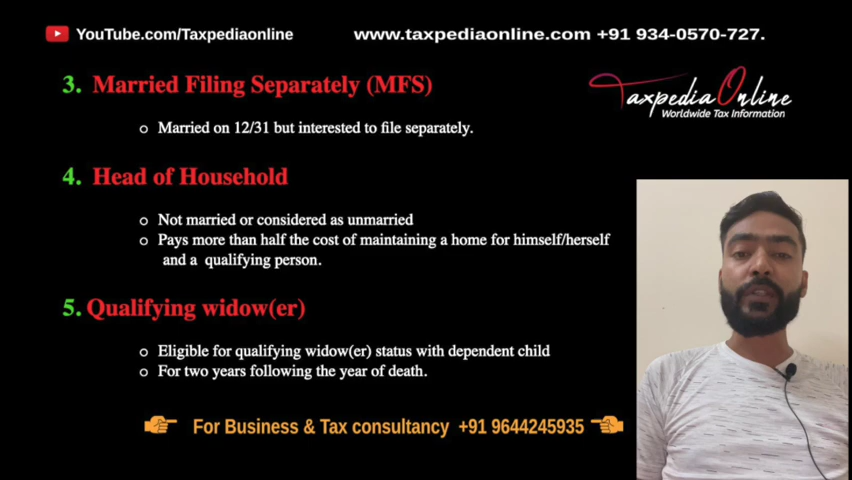 YouTube.com/Taxpediaonline
www.taxpediaonline.com +91 934-0570-727.
Taxpedia Online
Worldwide Tax Information
3. Married Filing Separately (MFS)
o Married on 12/31 but interested to file separately.
4. Head of Household
o Not married or considered as unmarried
o Pays more than half the cost of maintaining a home for himself/herself
and a qualifying person.
5. Qualifying widow(er)
o Eligible for qualifying widow(er) status with dependent child
o For two years following the year of death.
For Business & Tax consultancy +91 9644245935